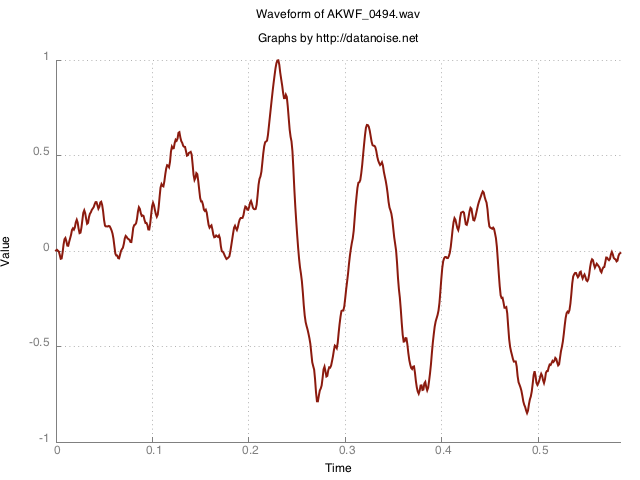 Waveform of AKWF_0494.wav
Graphs by http://datanoise.net
1
0.5
0
-0.5
-1
Value
0 0.1 0.2 0.3 0.4 0.5
Time